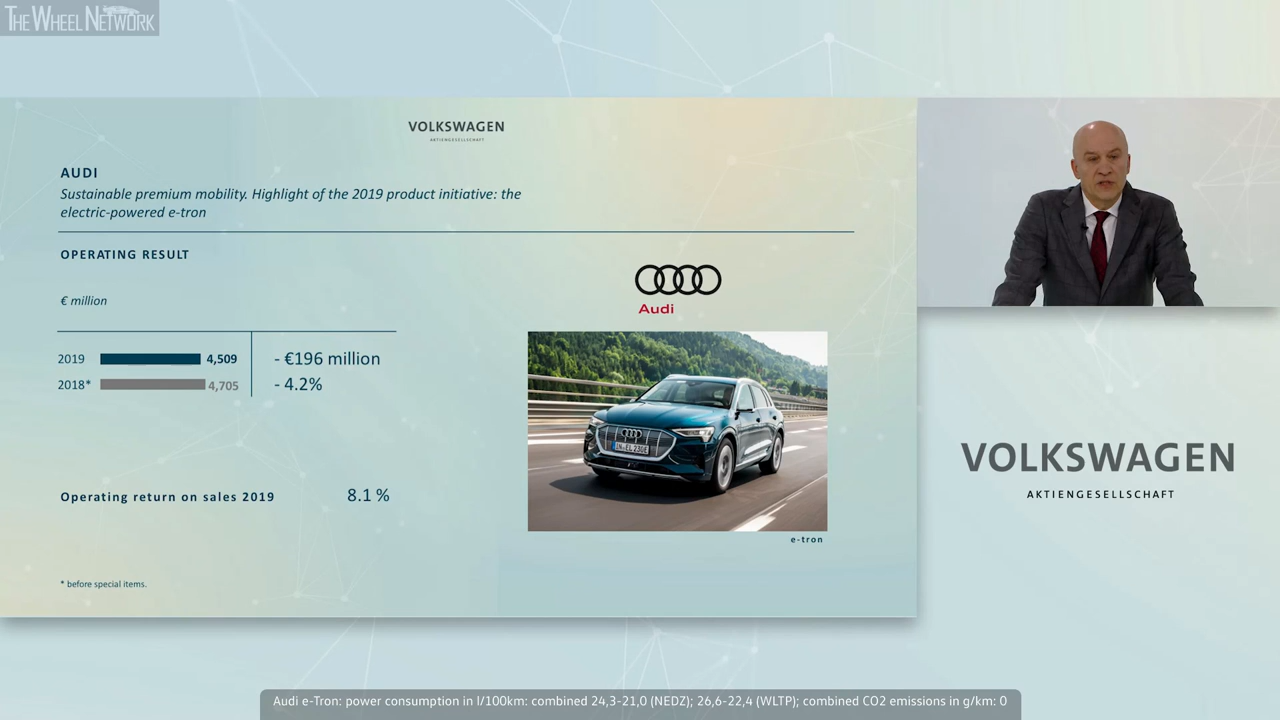 THE WHEEL NETWORK
VOLKSWAGEN
AKTIENGESELLSCHAFT
AUDI
Sustainable premium mobility. Highlight of the 2019 product initiative: the
electric-powered e-tron
OPERATING RESULT
€ million
2019 4,509 - €196 million
2018* 4,705 - 4.2%
Operating return on sales 2019 8.1 %
* before special items.
Audi
IN·EL 230E
e-tron
VOLKSWAGEN
AKTIENGESELLSCHAFT
Audi e-Tron: power consumption in l/100km: combined 24,3-21,0 (NEDZ); 26,6-22,4 (WLTP); combined CO2 emissions in g/km: 0